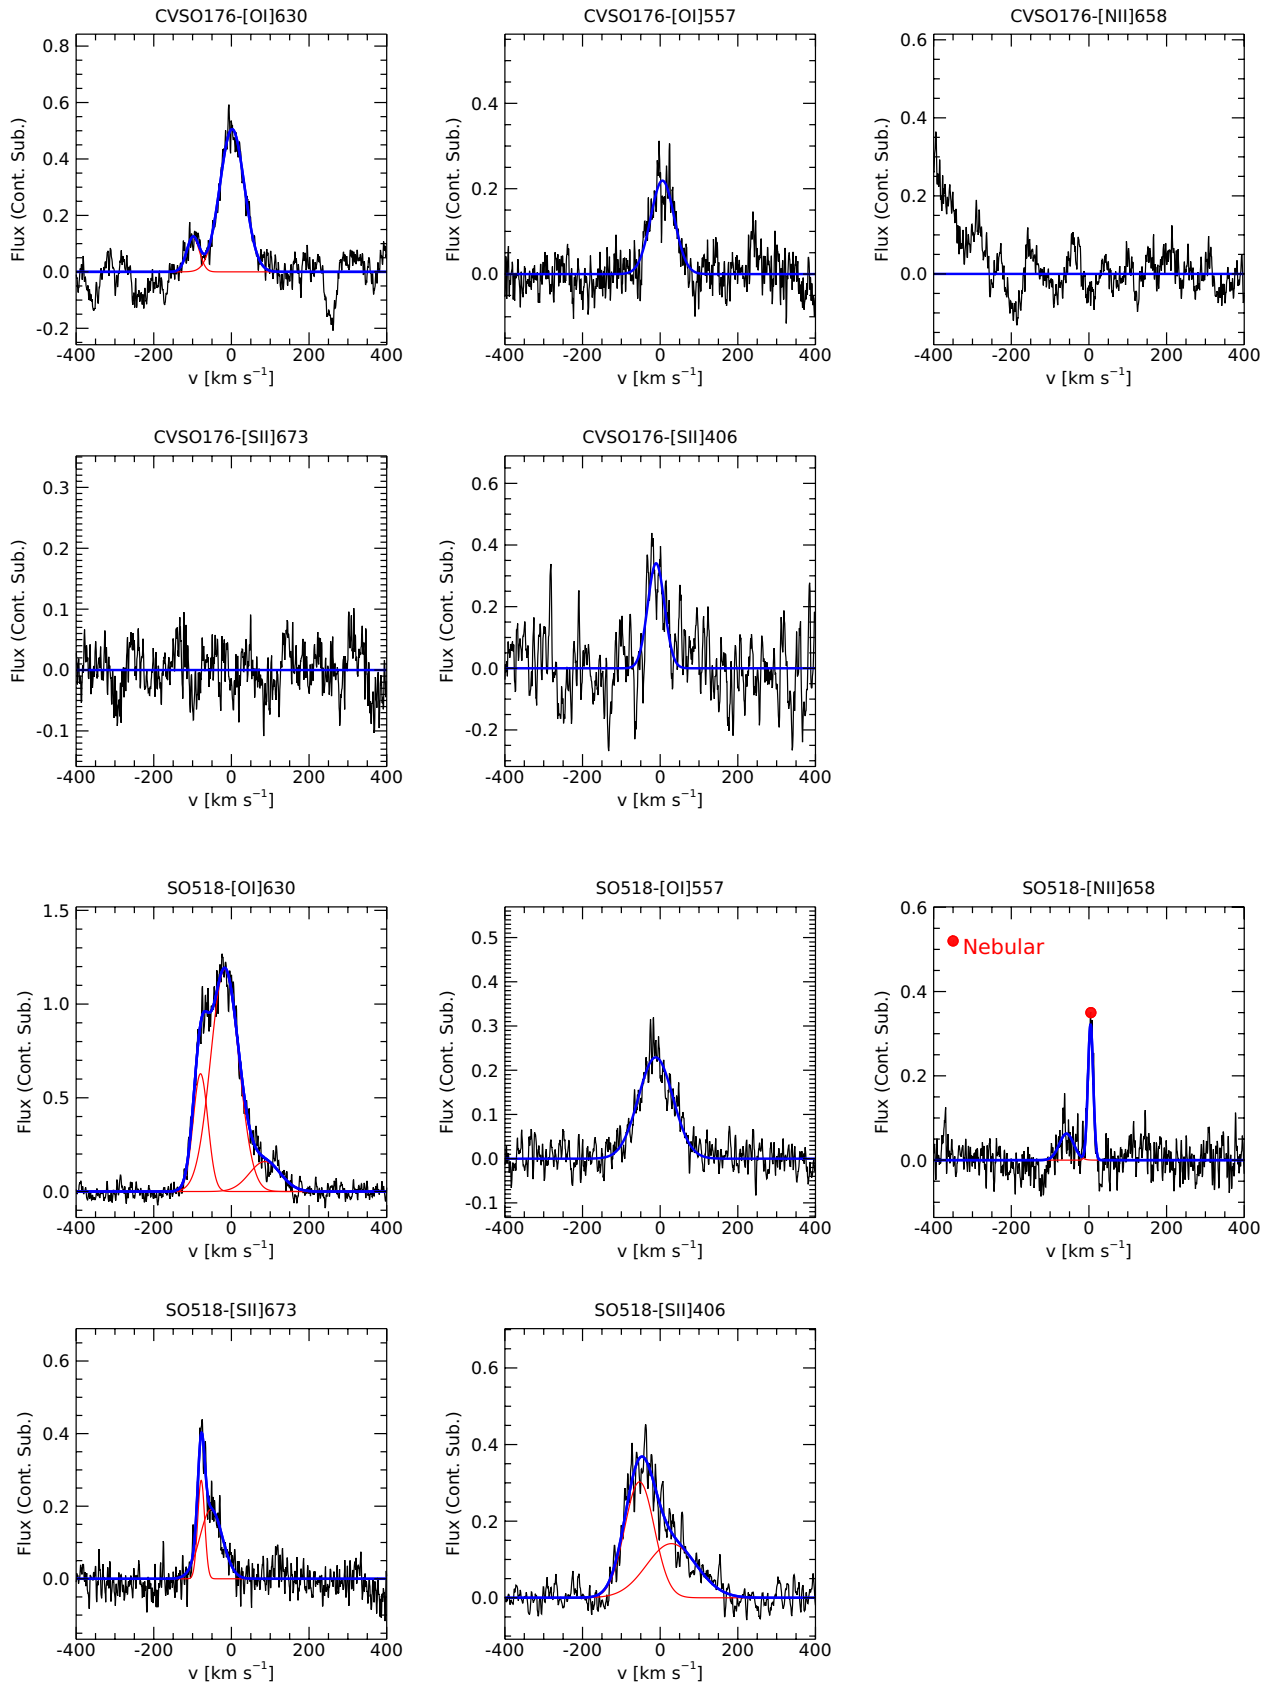 CVSO176-[OI]630
CVSO176-[OI]557
CVSO176-[NII]658
0.8
0.6
0.4
0.2
0.0
-0.2
Flux (Cont. Sub.)
-400 -200 0 200 400
v [km s⁻¹]
0.4
0.2
0.0
Flux (Cont. Sub.)
-400 -200 0 200 400
v [km s⁻¹]
0.6
0.4
0.2
0.0
Flux (Cont. Sub.)
-400 -200 0 200 400
v [km s⁻¹]
CVSO176-[SII]673
CVSO176-[SII]406
0.3
0.2
0.1
0.0
-0.1
Flux (Cont. Sub.)
-400 -200 0 200 400
v [km s⁻¹]
0.6
0.4
0.2
0.0
-0.2
Flux (Cont. Sub.)
-400 -200 0 200 400
v [km s⁻¹]
SO518-[OI]630
SO518-[OI]557
SO518-[NII]658
1.5
1.0
0.5
0.0
Flux (Cont. Sub.)
-400 -200 0 200 400
v [km s⁻¹]
0.5
0.4
0.3
0.2
0.1
0.0
-0.1
Flux (Cont. Sub.)
-400 -200 0 200 400
v [km s⁻¹]
Nebular
0.6
0.4
0.2
0.0
Flux (Cont. Sub.)
-400 -200 0 200 400
v [km s⁻¹]
SO518-[SII]673
SO518-[SII]406
0.6
0.4
0.2
0.0
Flux (Cont. Sub.)
-400 -200 0 200 400
v [km s⁻¹]
0.6
0.4
0.2
0.0
Flux (Cont. Sub.)
-400 -200 0 200 400
v [km s⁻¹]